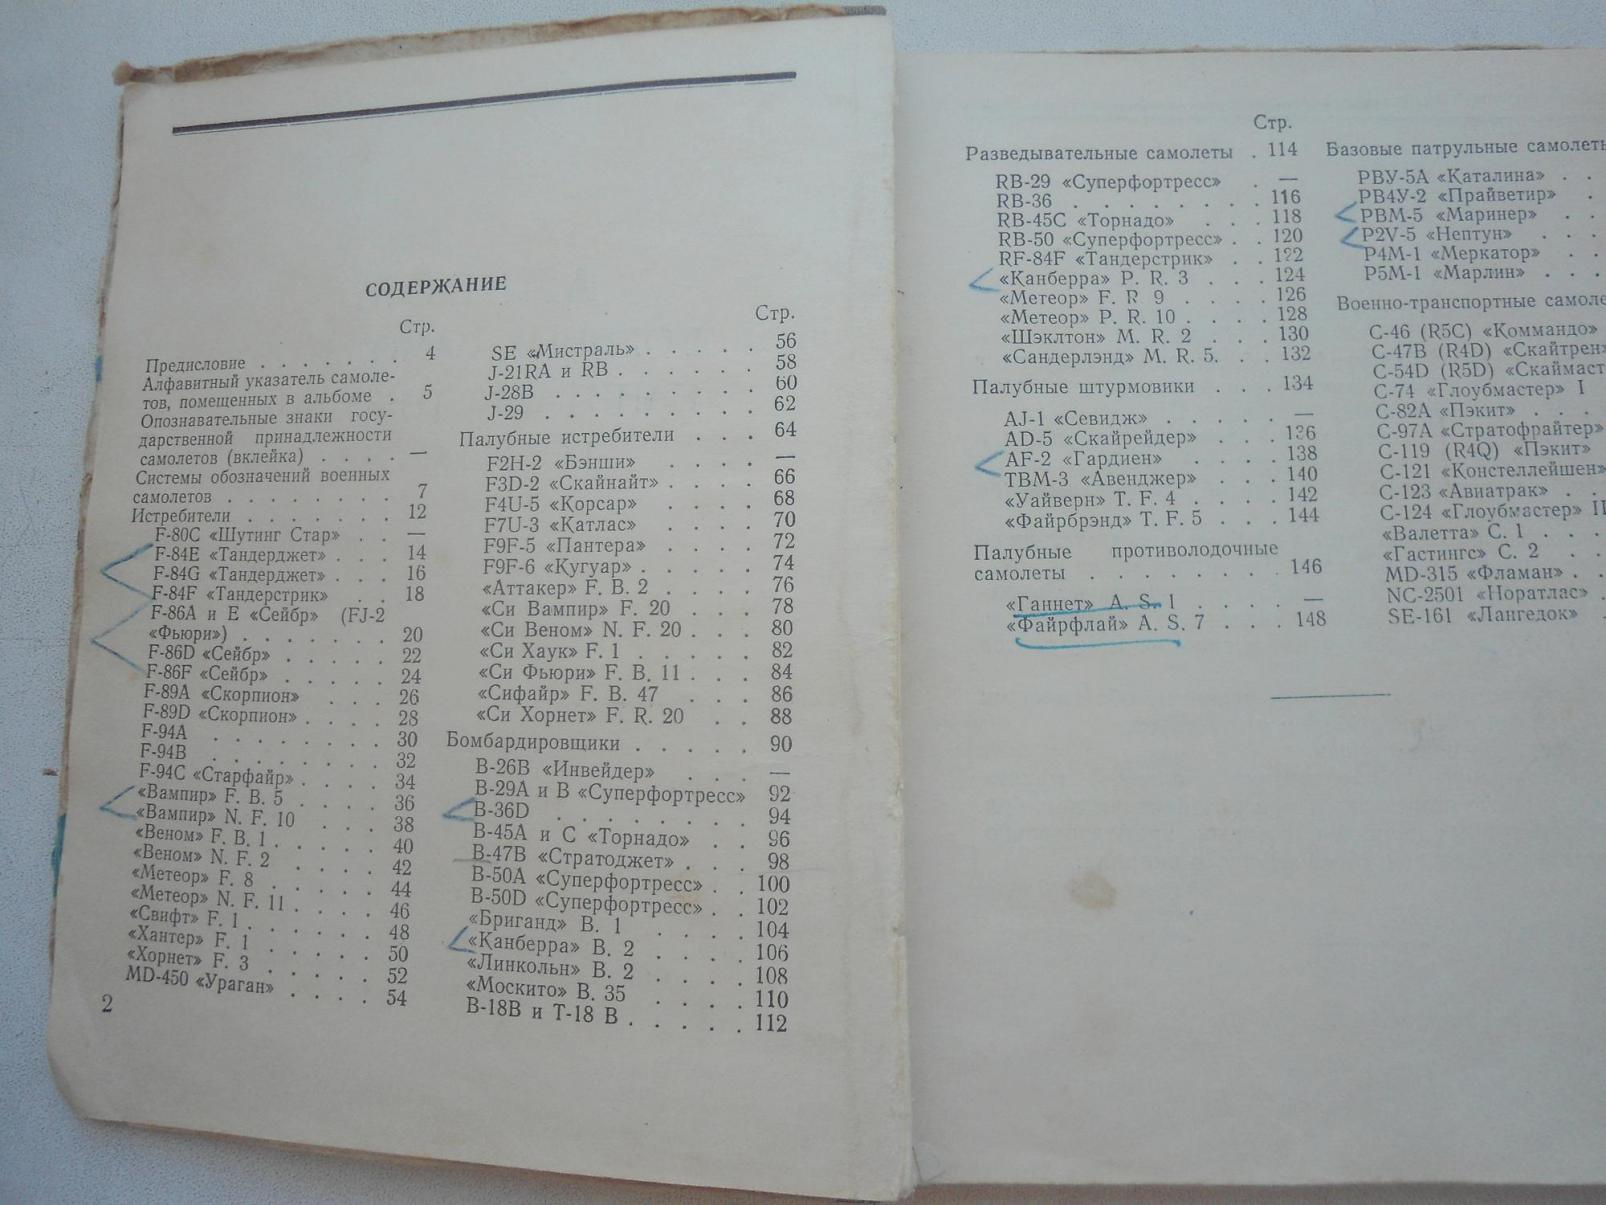 СОДЕРЖАНИЕ
Стр.
Предисловие . . . . . . . 4
Алфавитный указатель самоле-
тов, помещенных в альбоме . 5
Опознавательные знаки госу-
дарственной принадлежности
самолетов (вклейка) . . . . —
Системы обозначений военных
самолетов . . . . . . . . 7
Истребители . . . . . . . 12
F-80C «Шутинг Стар» . . —
F-84E «Тандерджет» . . . 14
F-84G «Тандерджет» . . . 16
F-84F «Тандерстрик» . . . 18
F-86A и E «Сейбр» (FJ-2
«Фьюри») . . . . . . . 20
F-86D «Сейбр» . . . . . 22
F-86F «Сейбр» . . . . . 24
F-89A «Скорпион» . . . 26
F-89D «Скорпион» . . . . 28
F-94A . . . . . . . . 30
F-94B . . . . . . . . 32
F-94C «Старфайр» . . . . 34
«Вампир» F. B. 5 . . . . 36
«Вампир» N. F. 10 . . . 38
«Веном» F. B. 1 . . . . . 40
«Веном» N. F. 2 . . . . 42
«Метеор» F. 8 . . . . . 44
«Метеор» N. F. 11 . . . . 46
«Свифт» F. 1 . . . . . . 48
«Хантер» F. 1 . . . . . 50
«Хорнет» F. 3 . . . . . 52
MD-450 «Ураган» . . . . 54
2
Стр.
SE «Мистраль» . . . . . 56
J-21RA и RB . . . . . . 58
J-28B . . . . . . . . . 60
J-29 . . . . . . . . . 62
Палубные истребители . . . 64
F2H-2 «Бэнши» . . . . —
F3D-2 «Скайнайт» . . . . 66
F4U-5 «Корсар» . . . . 68
F7U-3 «Катлас» . . . . 70
F9F-5 «Пантера» . . . . 72
F9F-6 «Кугуар» . . . . . 74
«Аттакер» F. B. 2 . . . . 76
«Си Вампир» F. 20 . . . 78
«Си Веном» N. F. 20 . . . 80
«Си Хаук» F. 1 . . . . . 82
«Си Фьюри» F. B. 11 . . . 84
«Сифайр» F. B. 47 . . . 86
«Си Хорнет» F. R. 20 . . 88
Бомбардировщики . . . . . 90
B-26B «Инвейдер» . . . —
B-29A и B «Суперфортресс» 92
B-36D . . . . . . . . 94
B-45A и C «Торнадо» . . 96
B-47B «Стратоджет» . . . 98
B-50A «Суперфортресс» . . 100
B-50D «Суперфортресс» . . 102
«Бриганд» B. 1 . . . . 104
«Канберра» B. 2 . . . . 106
«Линкольн» B. 2 . . . . 108
«Москито» B. 35 . . . . 110
B-18B и T-18 B . . . . . 112
Стр.
Разведывательные самолеты . 114
RB-29 «Суперфортресс» . —
RB-36 . . . . . . . . 116
RB-45C «Торнадо» . . . 118
RB-50 «Суперфортресс» . . 120
RF-84F «Тандерстрик» . . 122
«Канберра» P. R. 3 . . . 124
«Метеор» F. R 9 . . . . 126
«Метеор» P. R. 10 . . . . 128
«Шэклтон» M. R. 2 . . . 130
«Сандерлэнд» M. R. 5. . . 132
Палубные штурмовики . . . 134
AJ-1 «Севидж» . . . . . —
AD-5 «Скайрейдер» . . . 136
AF-2 «Гардиен» . . . . 138
TBM-3 «Авенджер» . . . 140
«Уайверн» T. F. 4 . . . . 142
«Файрбрэнд» T. F. 5 . . . 144
Палубные противолодочные
самолеты . . . . . . . . 146
«Ганнет» A. S. 1 . . . . —
«Файрфлай» A. S. 7 . . . 148
Базовые патрульные самолеты
PBУ-5A «Каталина» . .
PB4У-2 «Прайветир» .
PBM-5 «Маринер» . .
P2V-5 «Нептун» . . .
P4M-1 «Меркатор» . .
P5M-1 «Марлин» . . .
Военно-транспортные самоле
C-46 (R5C) «Коммандо»
C-47B (R4D) «Скайтрен»
C-54D (R5D) «Скаймаст
C-74 «Глоубмастер» I
C-82A «Пэкит» . . . .
C-97A «Стратофрайтер»
C-119 (R4Q) «Пэкит»
C-121 «Констеллейшен»
C-123 «Авиатрак» . .
C-124 «Глоубмастер» II
«Валетта» C. 1 . . .
«Гастингс» C. 2 . .
MD-315 «Фламан» . .
NC-2501 «Норатлас» .
SE-161 «Лангедок» .